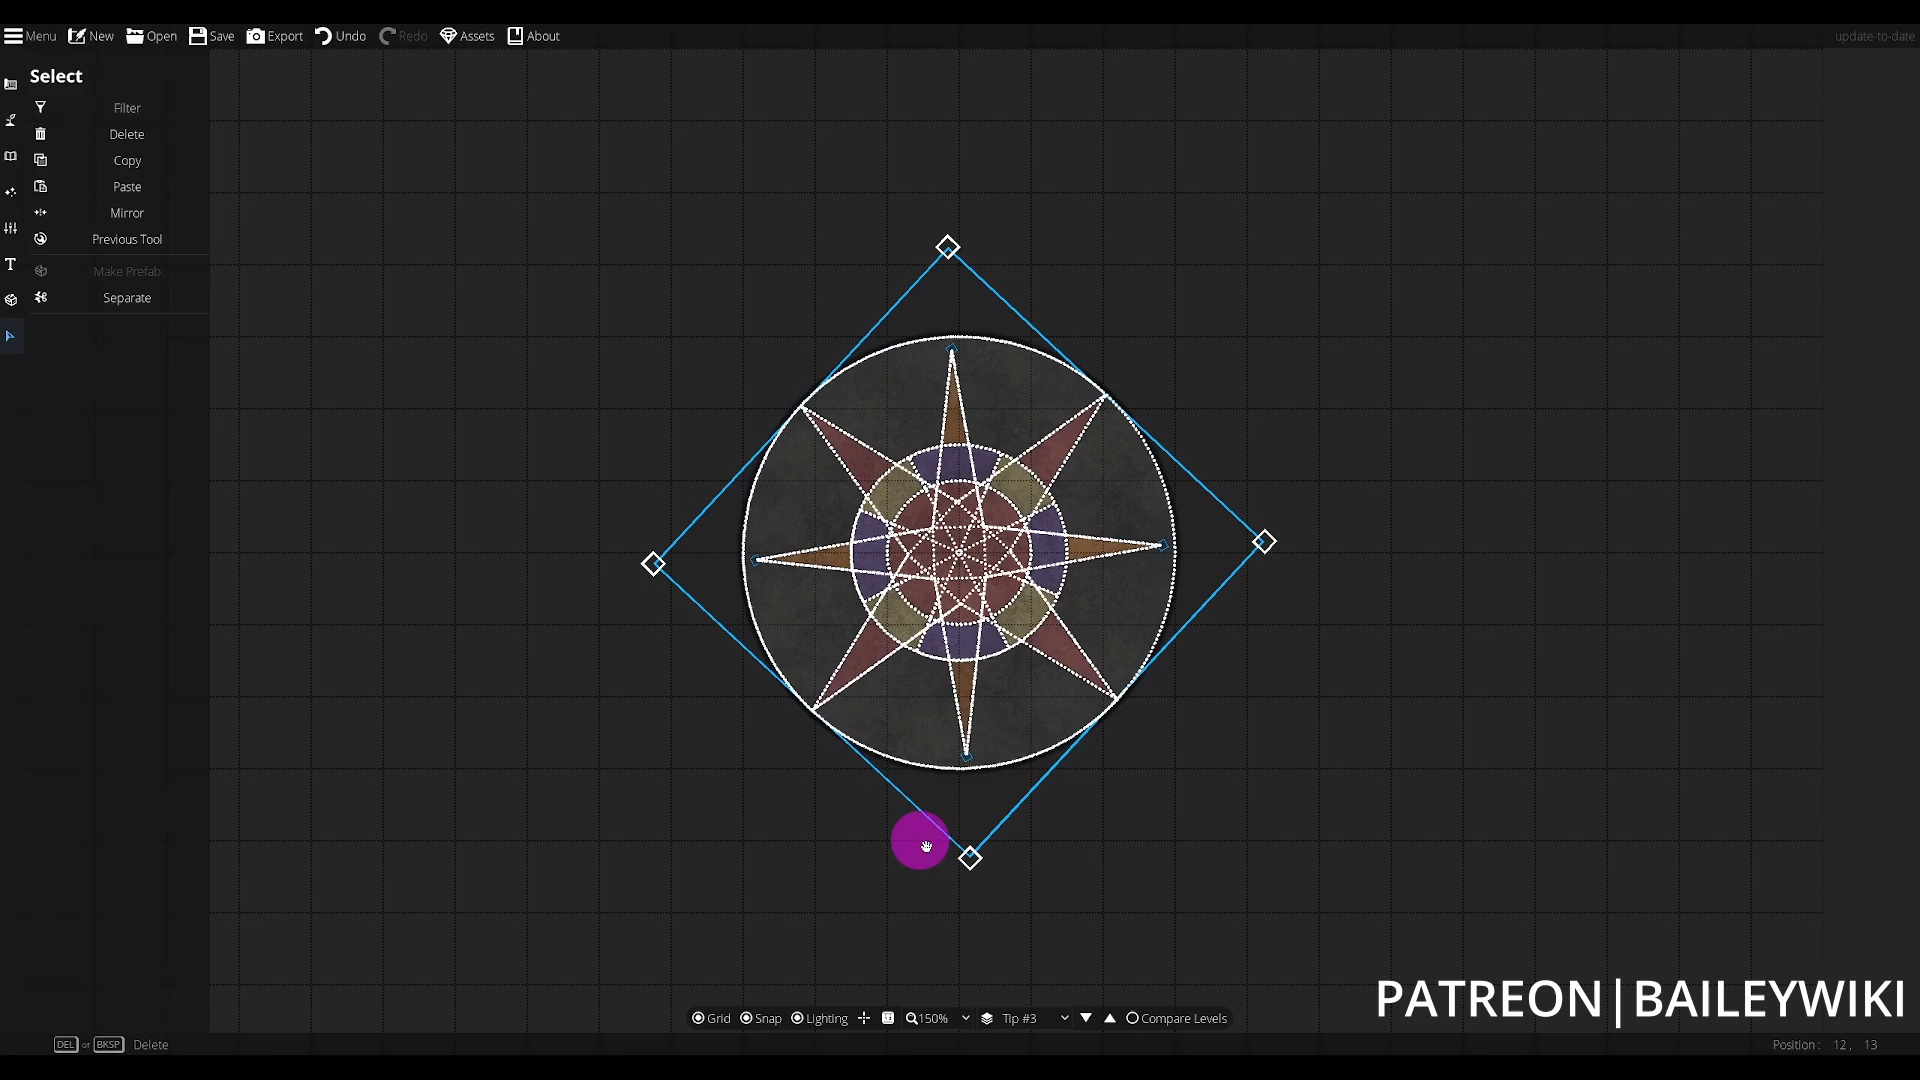 Menu New Open Save Export Undo Redo Assets About update-to-date
Select
Filter
Delete
Copy
Paste
Mirror
Previous Tool
Make Prefab
Separate
T
PATREON|BAILEYWIKI
Grid Snap Lighting 150% Tip #3 Compare Levels
DEL or BKSP Delete Position : 12 , 13